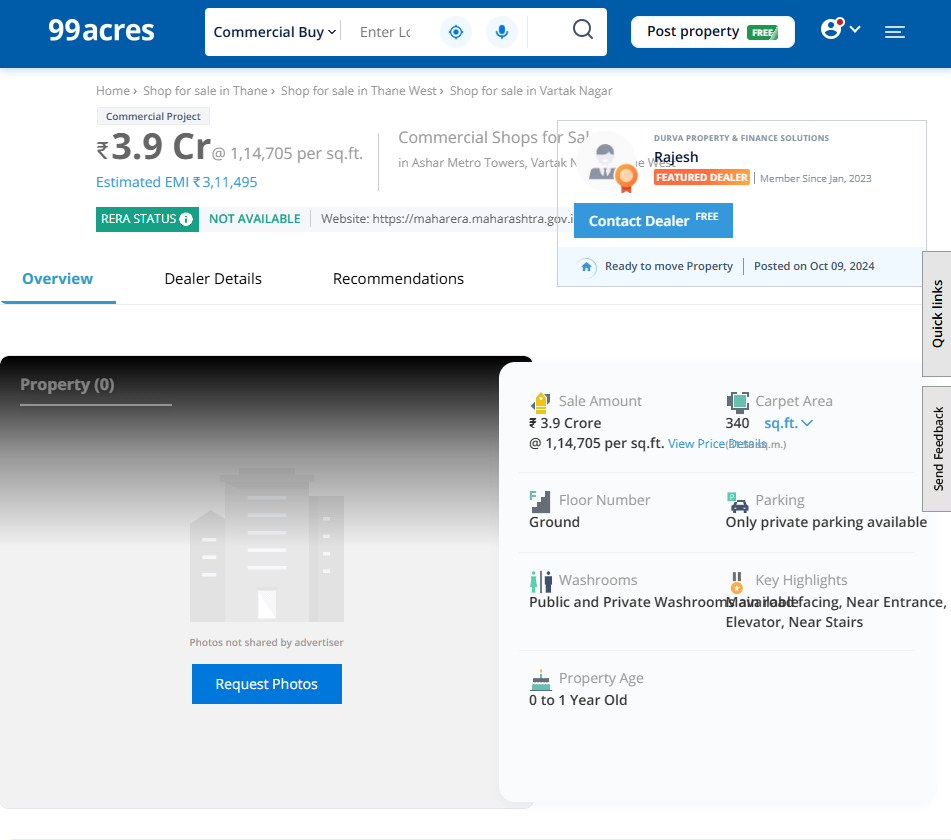 99acres
Commercial Buy
Enter Lo
Post property FREE
Home › Shop for sale in Thane › Shop for sale in Thane West › Shop for sale in Vartak Nagar
Commercial Project
₹3.9 Cr @ 1,14,705 per sq.ft.
Estimated EMI ₹3,11,495
Commercial Shops for Sal
in Ashar Metro Towers, Vartak
RERA STATUS i NOT AVAILABLE
Website: https://maharera.maharashtra.gov.i
DURVA PROPERTY & FINANCE SOLUTIONS
Rajesh
FEATURED DEALER Member Since Jan, 2023
Contact Dealer FREE
Ready to move Property Posted on Oct 09, 2024
Overview
Dealer Details
Recommendations
Quick links
Send Feedback
Property (0)
Photos not shared by advertiser
Request Photos
Sale Amount
₹ 3.9 Crore
@ 1,14,705 per sq.ft. View Price Details
Carpet Area
340 sq.ft.
Floor Number
Ground
Parking
Only private parking available
Washrooms
Public and Private Washrooms available
Key Highlights
Main road facing, Near Entrance,
Elevator, Near Stairs
Property Age
0 to 1 Year Old